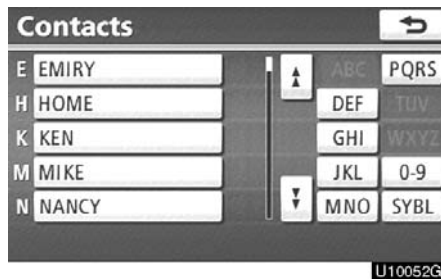 Contacts
E EMIRY ABC PQRS
H HOME DEF TUV
K KEN GHI WXYZ
M MIKE JKL 0-9
N NANCY MNO SYBL
U10052G